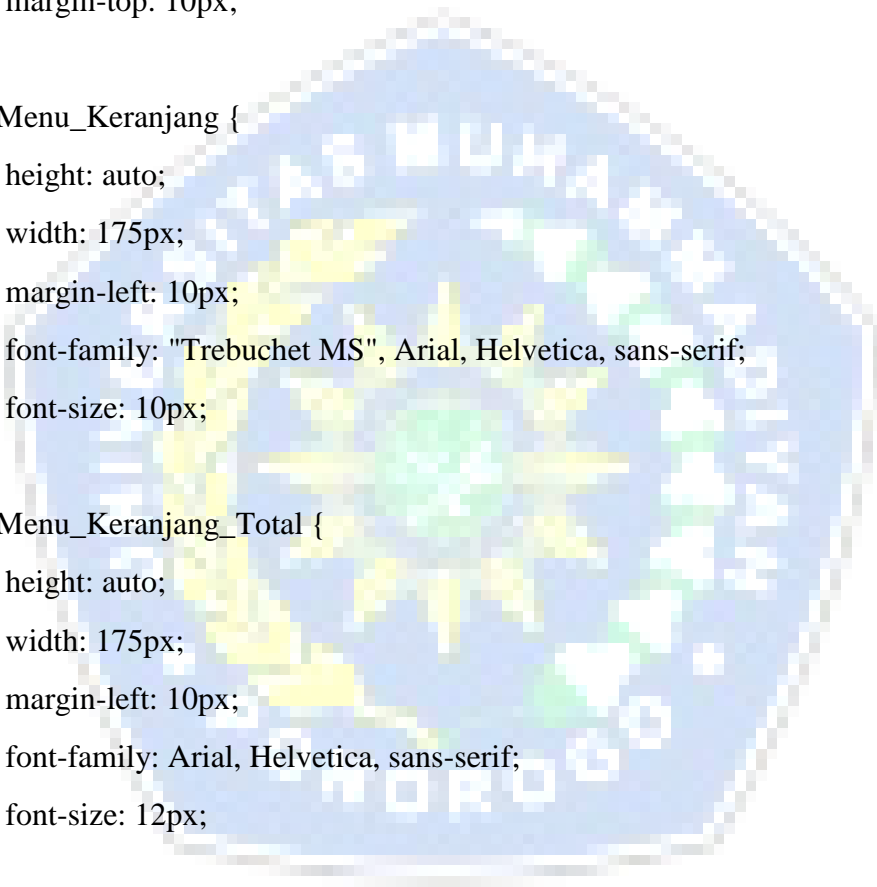 margin-top: 10px;
Menu_Keranjang {
height: auto;
width: 175px;
margin-left: 10px;
font-family: "Trebuchet MS", Arial, Helvetica, sans-serif;
font-size: 10px;
Menu_Keranjang_Total {
height: auto;
width: 175px;
margin-left: 10px;
font-family: Arial, Helvetica, sans-serif;
font-size: 12px;